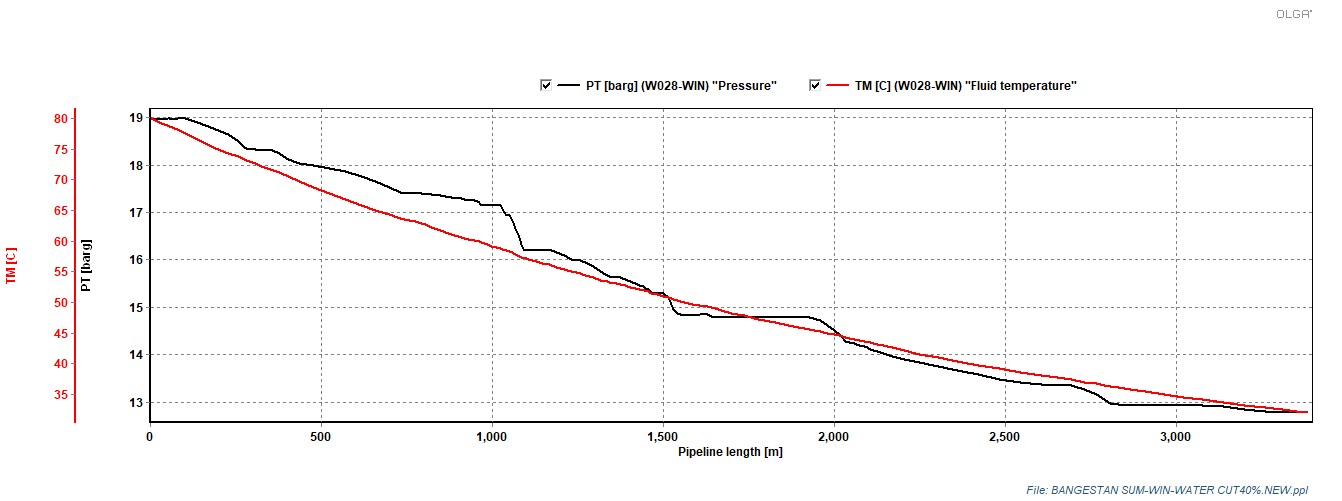 OLGA
PT [barg] (W028-WIN) "Pressure" TM [C] (W028-WIN) "Fluid temperature"
TM [C]
80
75
70
65
60
55
50
45
40
35
PT [barg]
19
18
17
16
15
14
13
0 500 1,000 1,500 2,000 2,500 3,000
Pipeline length [m]
File: BANGESTAN SUM-WIN-WATER CUT40%.NEW.ppl